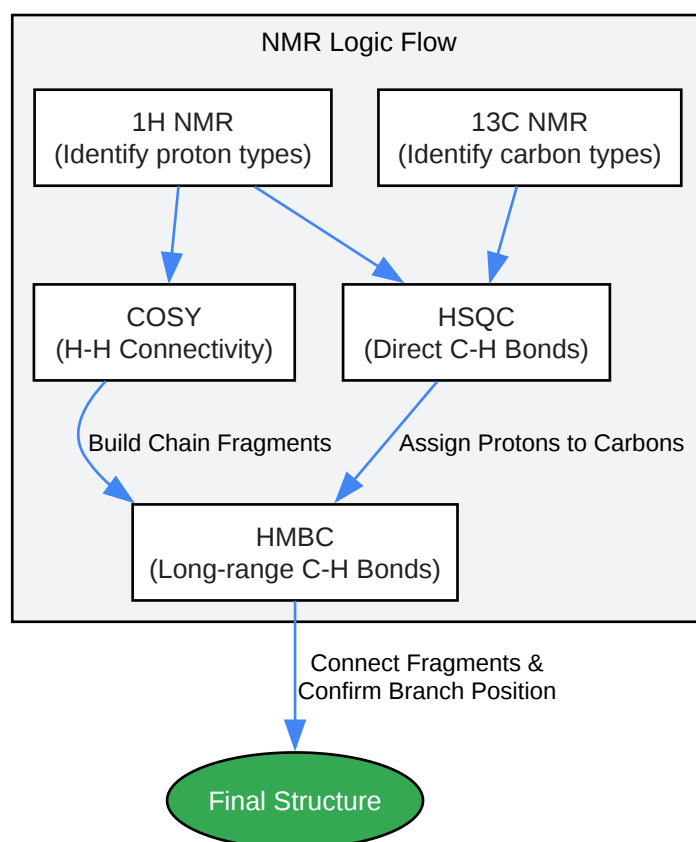 NMR Logic Flow
1H NMR
(Identify proton types)
13C NMR
(Identify carbon types)
COSY
(H-H Connectivity)
HSQC
(Direct C-H Bonds)
Build Chain Fragments
Assign Protons to Carbons
HMBC
(Long-range C-H Bonds)
Connect Fragments &
Confirm Branch Position
Final Structure